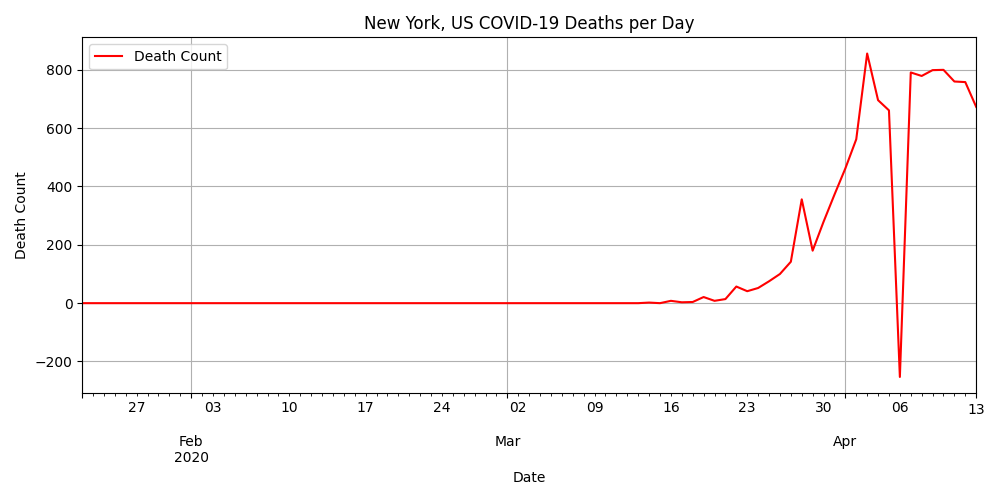 New York, US COVID-19 Deaths per Day
Death Count
800
600
400
200
0
−200
Death Count
27 03 10 17 24 02 09 16 23 30 06 13
Feb Mar Apr
2020
Date